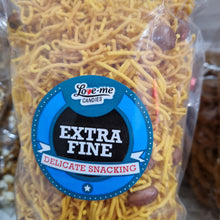 Love-me
CANDIES
EXTRA
FINE
DELICATE SNACKING